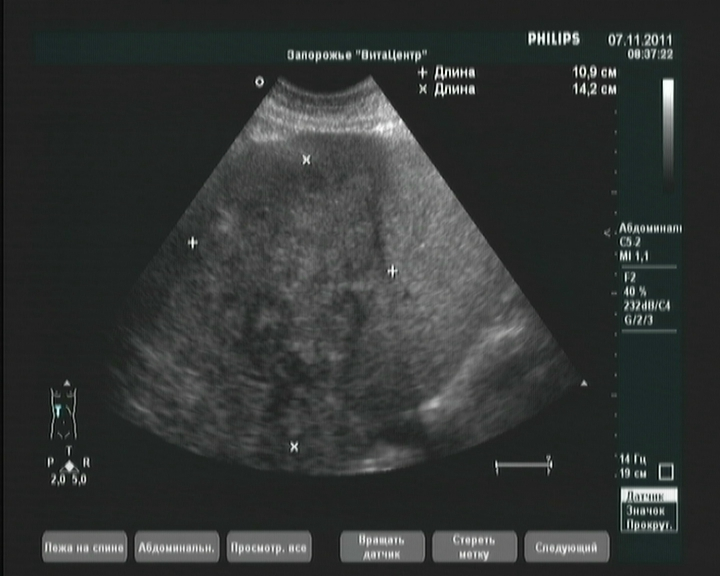 PHILIPS 07.11.2011
Запорожье "ВитаЦентр" 08:37:22
+ Длина 10,9 см
× Длина 14,2 см
Абдоминалы
C5-2
MI 1,1
F2
40 %
232dB/C4
G/2/3
T
P R
2,0 5,0
14 Гц
19 см
Датчик
Значок
Прокрут.
Лежа на спине
Абдоминальн.
Просмотр. все
Вращать
датчик
Стереть
метку
Следующий